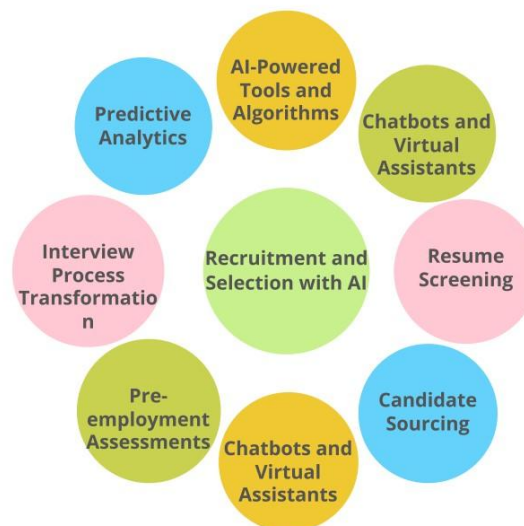 AI-Powered
Tools and
Algorithms
Predictive
Analytics
Chatbots and
Virtual
Assistants
Interview
Process
Transformatio
n
Recruitment and
Selection with AI
Resume
Screening
Pre-
employment
Assessments
Candidate
Sourcing
Chatbots and
Virtual
Assistants